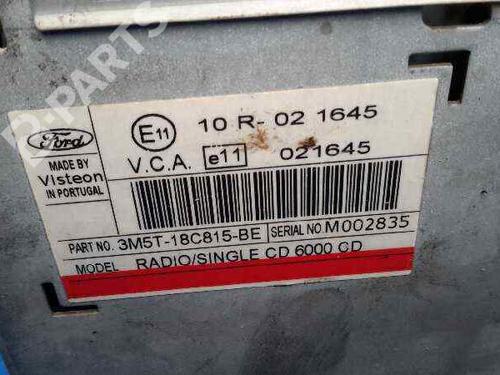 D-PARTS
Ford
E11
10 R- 02 1645
MADE BY
Visteon
IN PORTUGAL
V.C.A.
e11
021645
PART NO. 3M5T-18C815-BE
SERIAL NO. M002835
MODEL RADIO/SINGLE CD 6000 CD